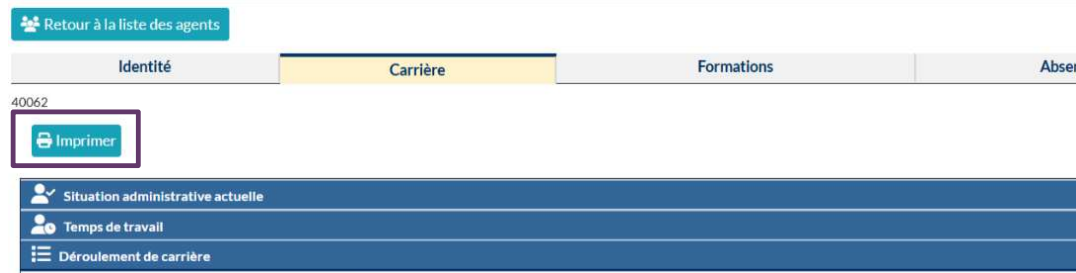 Retour à la liste des agents
Identité Carrière Formations
40062
Imprimer
Situation administrative actuelle
Temps de travail
Déroulement de carrière